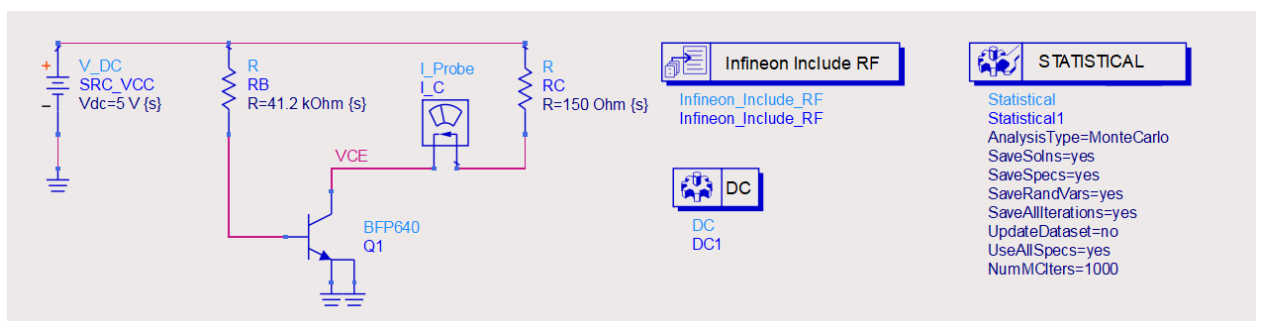 +
V_DC
SRC_VCC
Vdc=5 V {s}
−
R
RB
R=41.2 kOhm {s}
I_Probe
I_C
R
RC
R=150 Ohm {s}
VCE
BFP640
Q1
Infineon Include RF
Infineon_Include_RF
Infineon_Include_RF
DC
DC
DC1
STATISTICAL
Statistical
Statistical1
AnalysisType=MonteCarlo
SaveSolns=yes
SaveSpecs=yes
SaveRandVars=yes
SaveAllIterations=yes
UpdateDataset=no
UseAllSpecs=yes
NumMCIters=1000